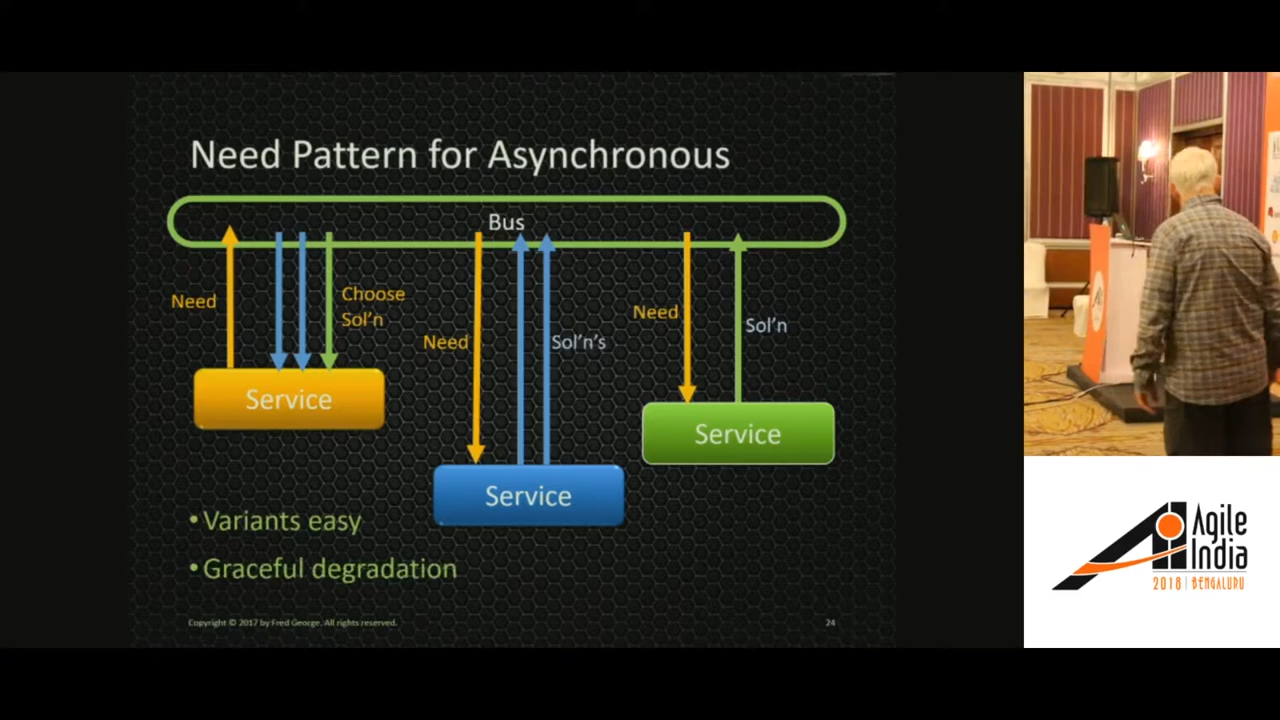 Need Pattern for Asynchronous
Bus
Need
Choose
Sol'n
Need
Sol'n's
Need
Sol'n
Service
Service
Service
•Variants easy
•Graceful degradation
Copyright © 2017 by Fred George. All rights reserved.
24
Agile
India
2018 | BENGALURU